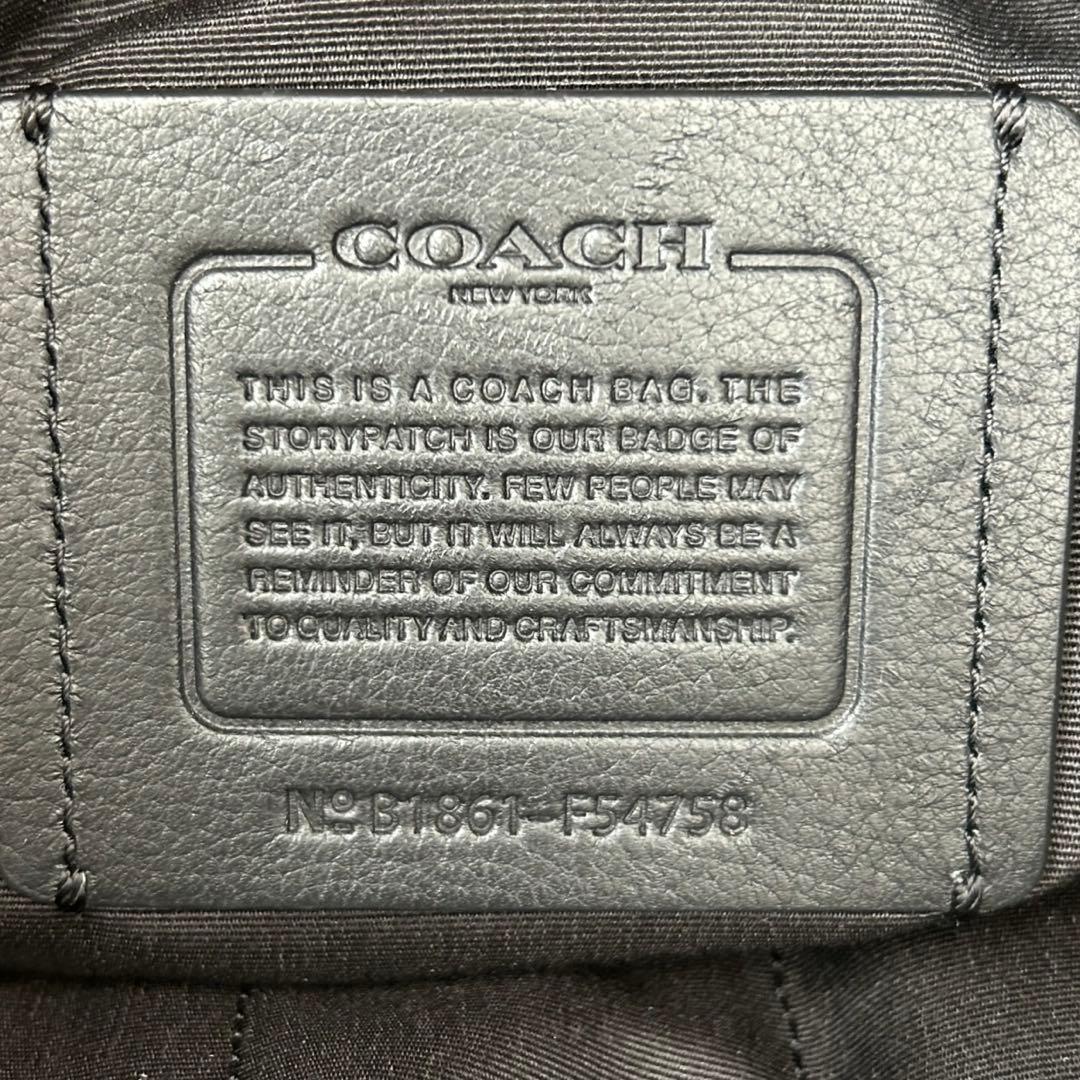 COACH
NEW YORK
THIS IS A COACH BAG. THE
STORYPATCH IS OUR BADGE OF
AUTHENTICITY. FEW PEOPLE MAY
SEE IT, BUT IT WILL ALWAYS BE A
REMINDER OF OUR COMMITMENT
TO QUALITY AND CRAFTSMANSHIP.
Nº B1861-F54758